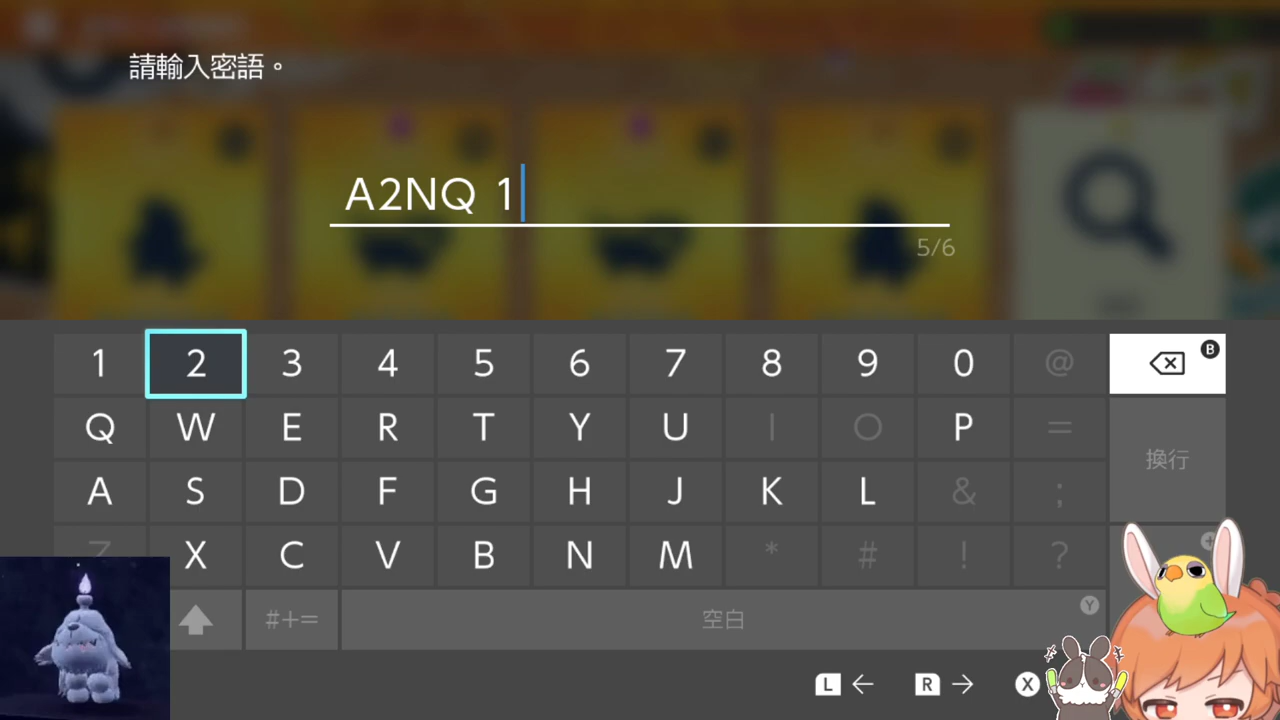 請輸入密語。
A2NQ 1
5/6
1 2 3 4 5 6 7 8 9 0 @
B
Q W E R T Y U I O P =
換行
A S D F G H J K L & ;
Z X C V B N M * # ! ?
+
#+= 空白 Y
L ← R → X